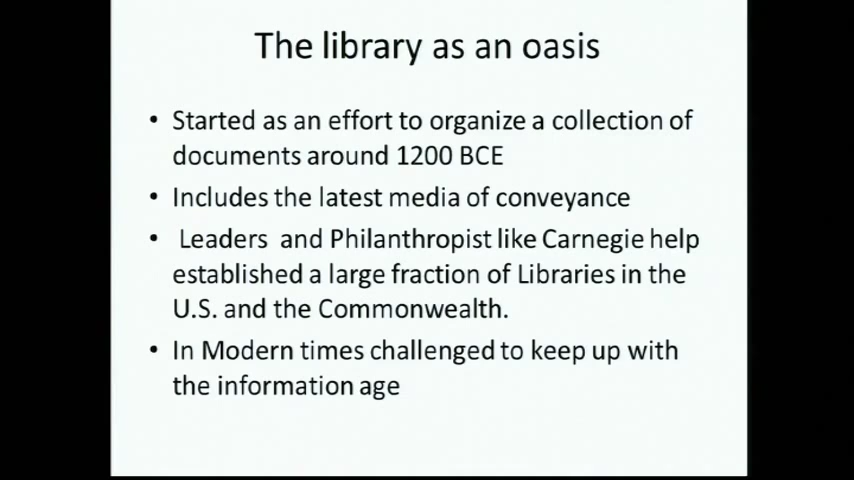 The library as an oasis
• Started as an effort to organize a collection of
documents around 1200 BCE
• Includes the latest media of conveyance
• Leaders and Philanthropist like Carnegie help
established a large fraction of Libraries in the
U.S. and the Commonwealth.
• In Modern times challenged to keep up with
the information age